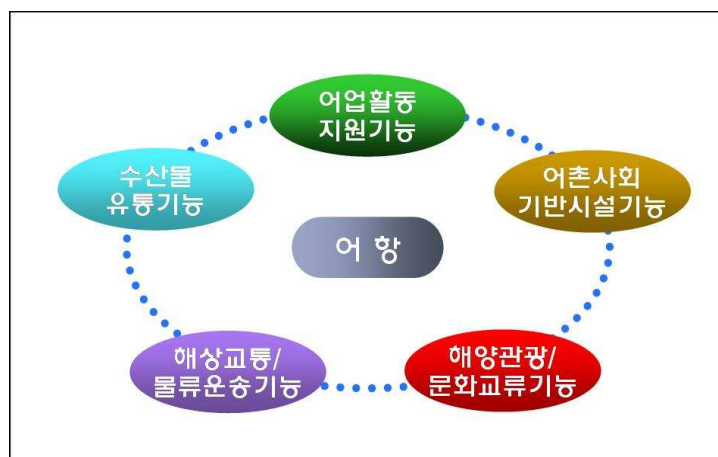 어업활동
지원기능
수산물
유통기능
어촌사회
기반시설기능
어 항
해상교통/
물류운송기능
해양관광/
문화교류기능